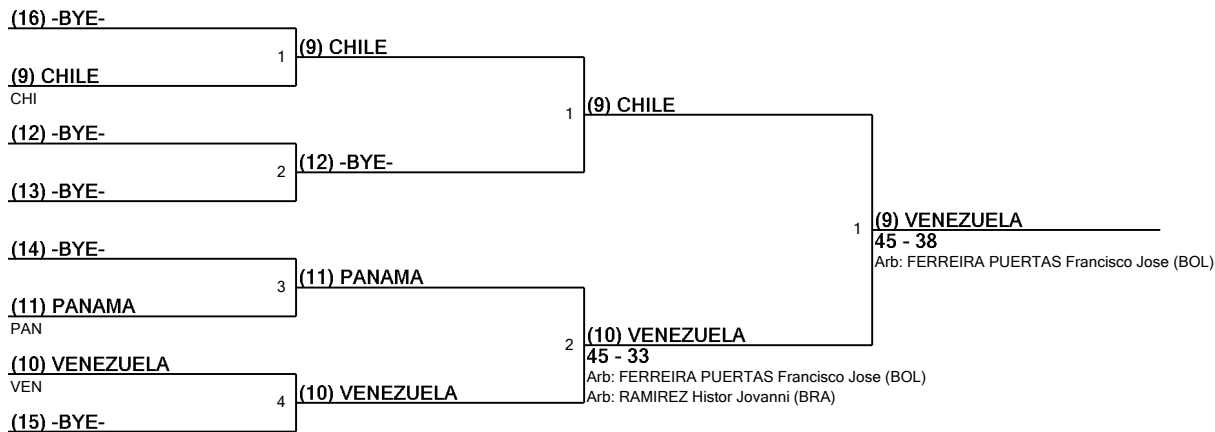 (16) -BYE-
1
(9) CHILE
(9) CHILE
CHI
1
(9) CHILE
(12) -BYE-
2
(12) -BYE-
(13) -BYE-
1
(9) VENEZUELA
45 - 38
Arb: FERREIRA PUERTAS Francisco Jose (BOL)
(14) -BYE-
3
(11) PANAMA
(11) PANAMA
PAN
2
(10) VENEZUELA
45 - 33
Arb: FERREIRA PUERTAS Francisco Jose (BOL)
Arb: RAMIREZ Histor Jovanni (BRA)
(10) VENEZUELA
VEN
4
(10) VENEZUELA
(15) -BYE-